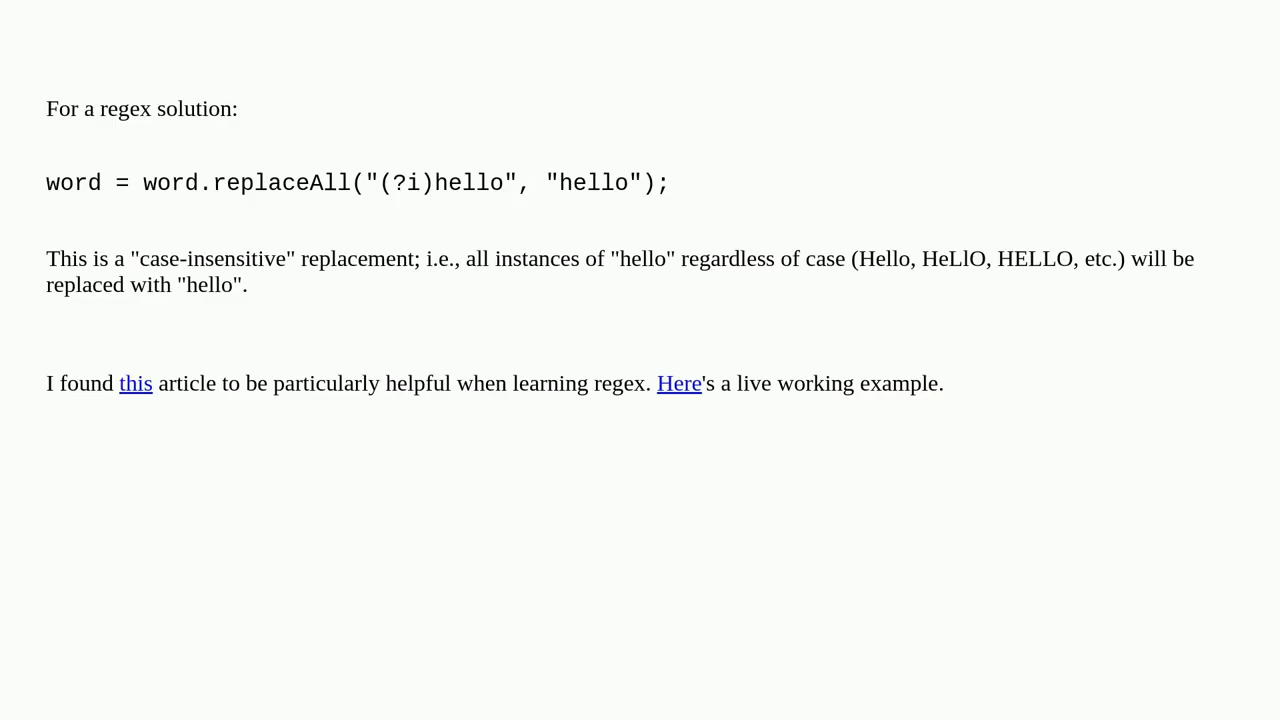 For a regex solution:
word = word.replaceAll("(?i)hello", "hello");
This is a "case-insensitive" replacement; i.e., all instances of "hello" regardless of case (Hello, HeLlO, HELLO, etc.) will be
replaced with "hello".
I found this article to be particularly helpful when learning regex. Here's a live working example.